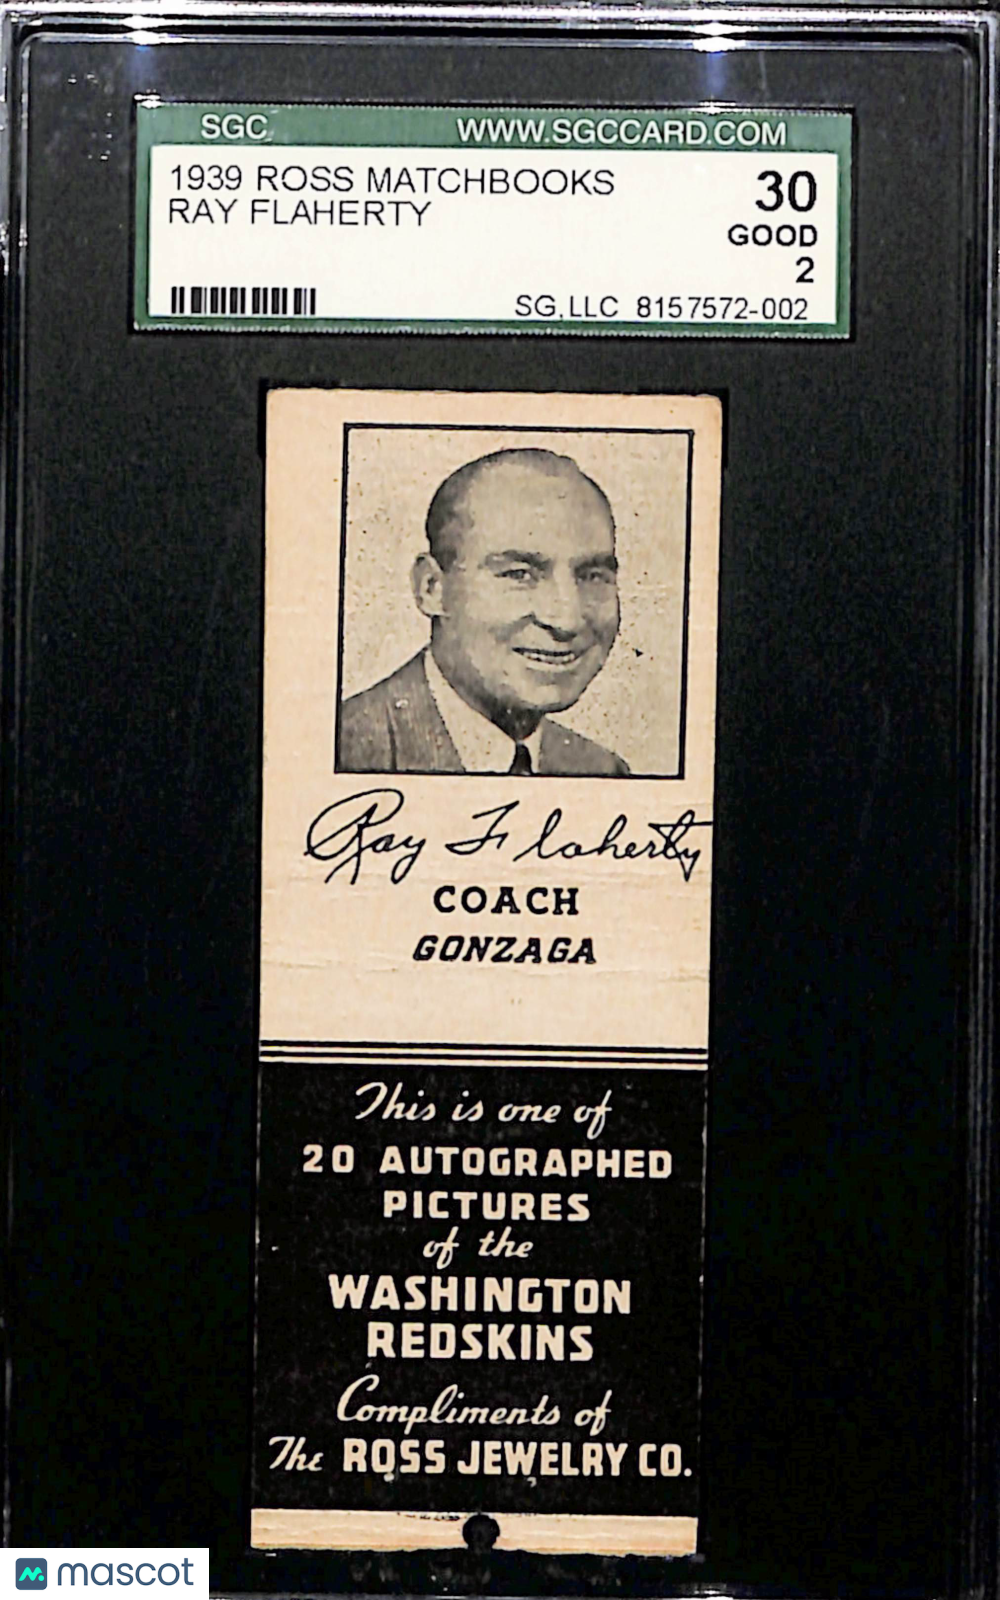 SGC WWW.SGCCARD.COM
1939 ROSS MATCHBOOKS 30
RAY FLAHERTY GOOD
2
SG, LLC 8157572-002
Ray Flaherty
COACH
GONZAGA
This is one of
20 AUTOGRAPHED
PICTURES
of the
WASHINGTON
REDSKINS
Compliments of
The ROSS JEWELRY CO.
mascot